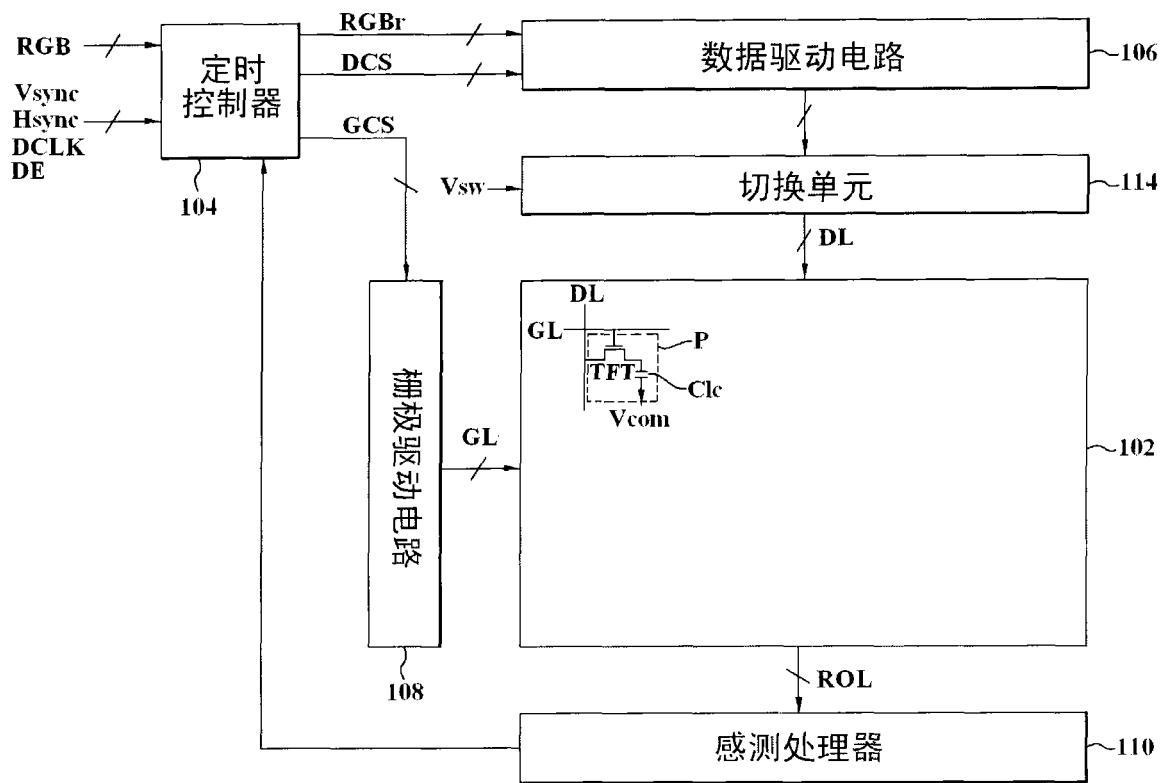 RGB
Vsync
Hsync
DCLK
DE
定时
控制器
104
RGBr
DCS
GCS
数据驱动电路
106
Vsw
切换单元
114
DL
栅极驱动电路
108
GL
DL
GL
P
TFT
Clc
Vcom
102
ROL
感测处理器
110